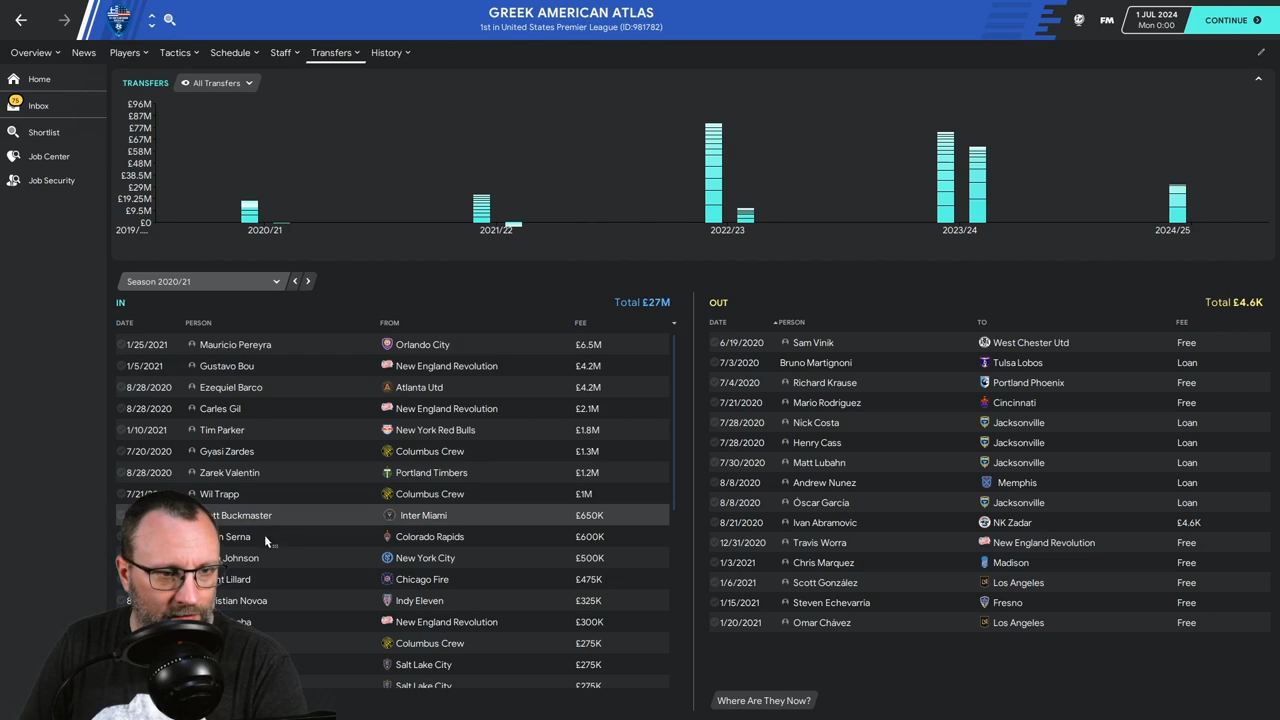 GREEK AMERICAN ATLAS
1st in United States Premier League (ID:981782)
FM
1 JUL 2024
Mon 0:00
CONTINUE
Overview
News
Players
Tactics
Schedule
Staff
Transfers
History
Home
75
Inbox
Shortlist
Job Center
Job Security
TRANSFERS
All Transfers
£96M
£87M
£77M
£67M
£58M
£48M
£38.5M
£29M
£19.25M
£9.5M
£0
2019/....
2020/21
2021/22
2022/23
2023/24
2024/25
Season 2020/21
IN
Total £27M
DATE PERSON FROM FEE
1/25/2021 Mauricio Pereyra Orlando City £6.5M
1/5/2021 Gustavo Bou New England Revolution £4.2M
8/28/2020 Ezequiel Barco Atlanta Utd £4.2M
8/28/2020 Carles Gil New England Revolution £2.1M
1/10/2021 Tim Parker New York Red Bulls £1.8M
7/20/2020 Gyasi Zardes Columbus Crew £1.3M
8/28/2020 Zarek Valentin Portland Timbers £1.2M
7/21/ Wil Trapp Columbus Crew £1M
Buckmaster Inter Miami £650K
Serna Colorado Rapids £600K
Johnson New York City £500K
Lillard Chicago Fire £475K
8 Novoa Indy Eleven £325K
New England Revolution £300K
Columbus Crew £275K
Salt Lake City £275K
Salt Lake City £275K
OUT
Total £4.6K
DATE PERSON TO FEE
6/19/2020 Sam Vinik West Chester Utd Free
7/3/2020 Bruno Martignoni Tulsa Lobos Loan
7/4/2020 Richard Krause Portland Phoenix Free
7/21/2020 Mario Rodriguez Cincinnati Free
7/28/2020 Nick Costa Jacksonville Loan
7/28/2020 Henry Cass Jacksonville Loan
7/30/2020 Matt Lubahn Jacksonville Loan
8/8/2020 Andrew Nunez Memphis Loan
8/8/2020 Óscar García Jacksonville Loan
8/21/2020 Ivan Abramovic NK Zadar £4.6K
12/31/2020 Travis Worra New England Revolution Free
1/3/2021 Chris Marquez Madison Free
1/6/2021 Scott González Los Angeles Free
1/15/2021 Steven Echevarria Fresno Free
1/20/2021 Omar Chávez Los Angeles Free
Where Are They Now?